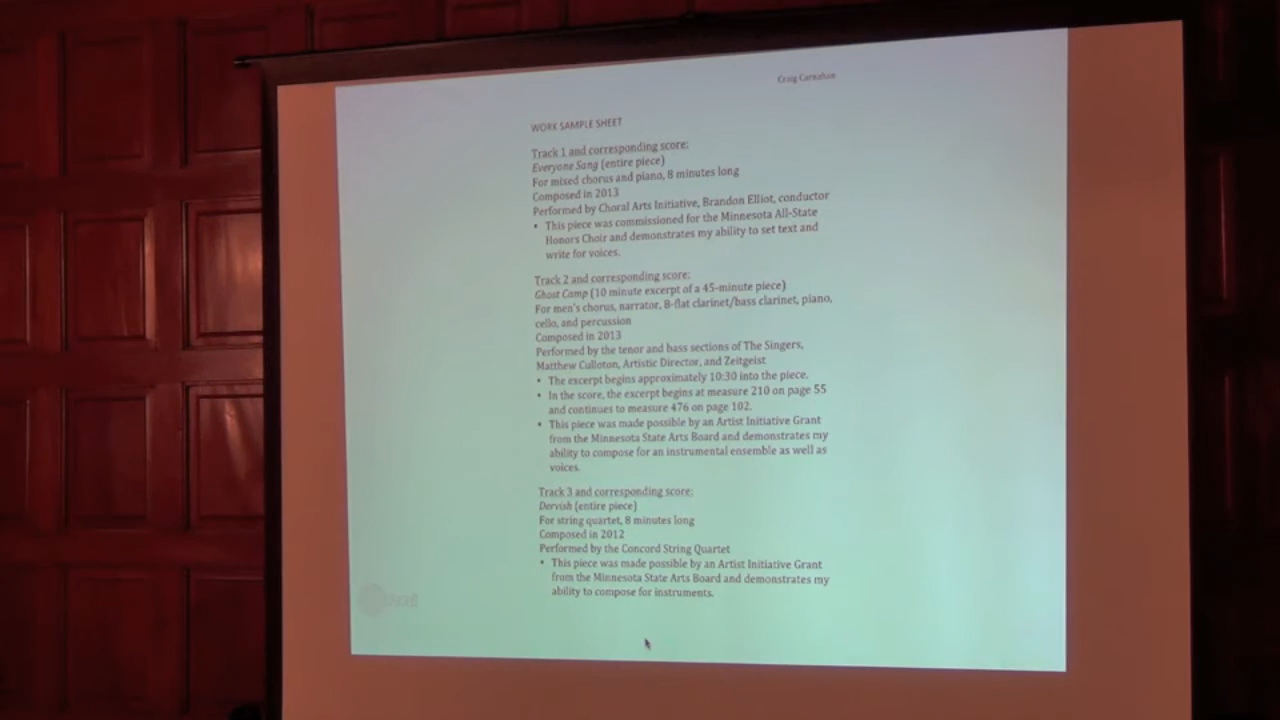 Craig Carnahan
WORK SAMPLE SHEET
Track 1 and corresponding score:
Everyone Sang (entire piece)
For mixed chorus and piano, 8 minutes long
Composed in 2013
Performed by Choral Arts Initiative, Brandon Elliot, conductor
• This piece was commissioned for the Minnesota All-State
Honors Choir and demonstrates my ability to set text and
write for voices.
Track 2 and corresponding score:
Ghost Camp (10 minute excerpt of a 45-minute piece)
For men's chorus, narrator, B-flat clarinet/bass clarinet, piano,
cello, and percussion
Composed in 2013
Performed by the tenor and bass sections of The Singers,
Matthew Culloton, Artistic Director, and Zeitgeist
• The excerpt begins approximately 10:30 into the piece.
• In the score, the excerpt begins at measure 210 on page 55
and continues to measure 476 on page 102.
• This piece was made possible by an Artist Initiative Grant
from the Minnesota State Arts Board and demonstrates my
ability to compose for an instrumental ensemble as well as
voices.
Track 3 and corresponding score:
Dervish (entire piece)
For string quartet, 8 minutes long
Composed in 2012
Performed by the Concord String Quartet
• This piece was made possible by an Artist Initiative Grant
from the Minnesota State Arts Board and demonstrates my
ability to compose for instruments.